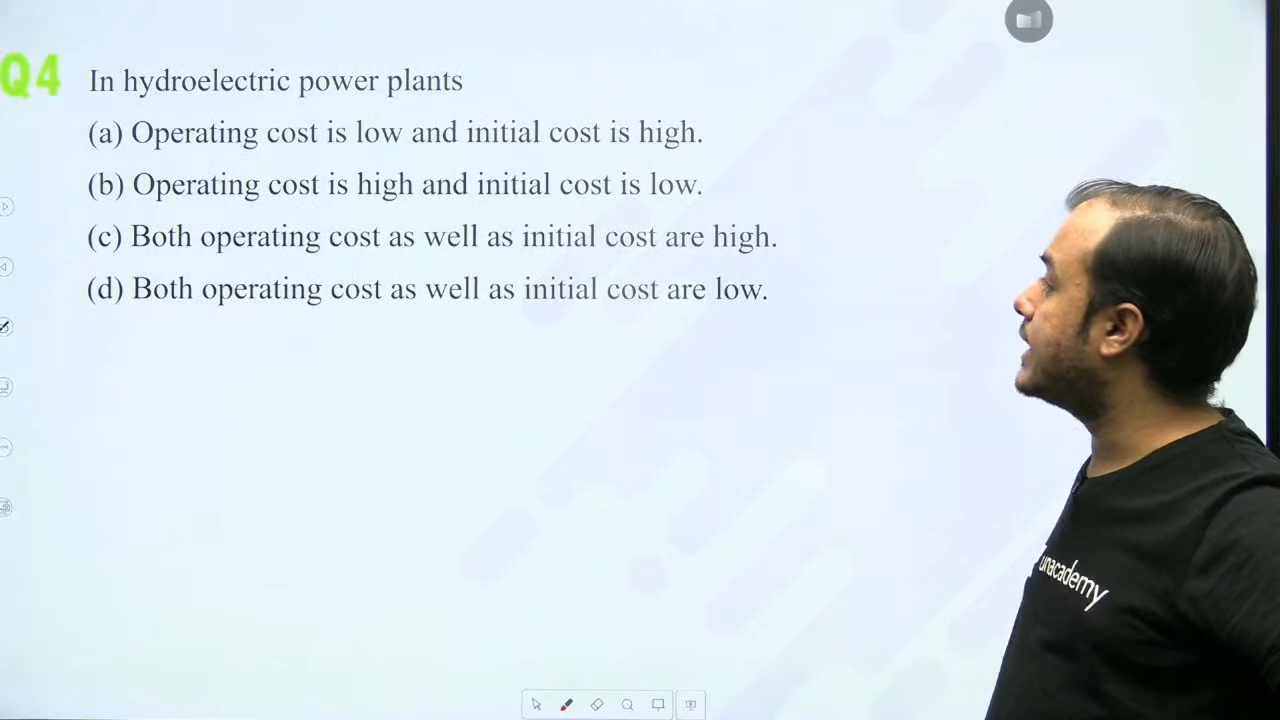 Q4 In hydroelectric power plants
(a) Operating cost is low and initial cost is high.
(b) Operating cost is high and initial cost is low.
(c) Both operating cost as well as initial cost are high.
(d) Both operating cost as well as initial cost are low.
unacademy